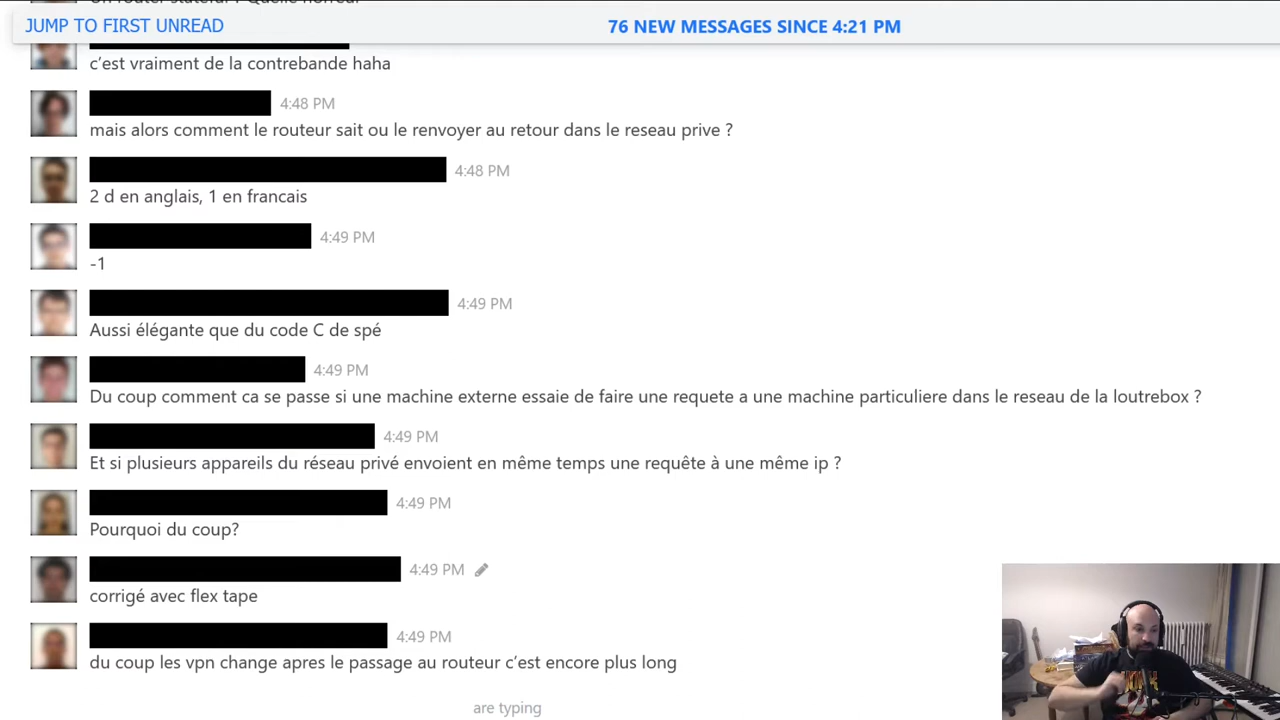 JUMP TO FIRST UNREAD
76 NEW MESSAGES SINCE 4:21 PM
c’est vraiment de la contrebande haha
4:48 PM
mais alors comment le routeur sait ou le renvoyer au retour dans le reseau prive ?
4:48 PM
2 d en anglais, 1 en francais
4:49 PM
-1
4:49 PM
Aussi élégante que du code C de spé
4:49 PM
Du coup comment ca se passe si une machine externe essaie de faire une requete a une machine particuliere dans le reseau de la loutrebox ?
4:49 PM
Et si plusieurs appareils du réseau privé envoient en même temps une requête à une même ip ?
4:49 PM
Pourquoi du coup?
4:49 PM
corrigé avec flex tape
4:49 PM
du coup les vpn change apres le passage au routeur c’est encore plus long
are typing